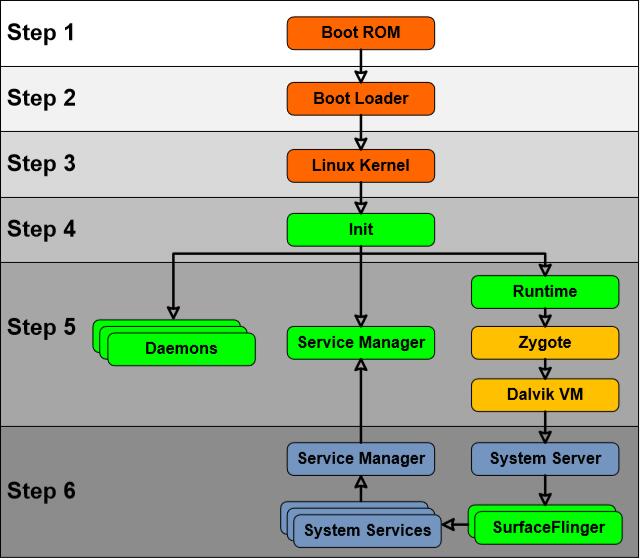 Step 1
Boot ROM
Step 2
Boot Loader
Step 3
Linux Kernel
Step 4
Init
Step 5
Runtime
Daemons
Service Manager
Zygote
Dalvik VM
Step 6
Service Manager
System Server
System Services
SurfaceFlinger